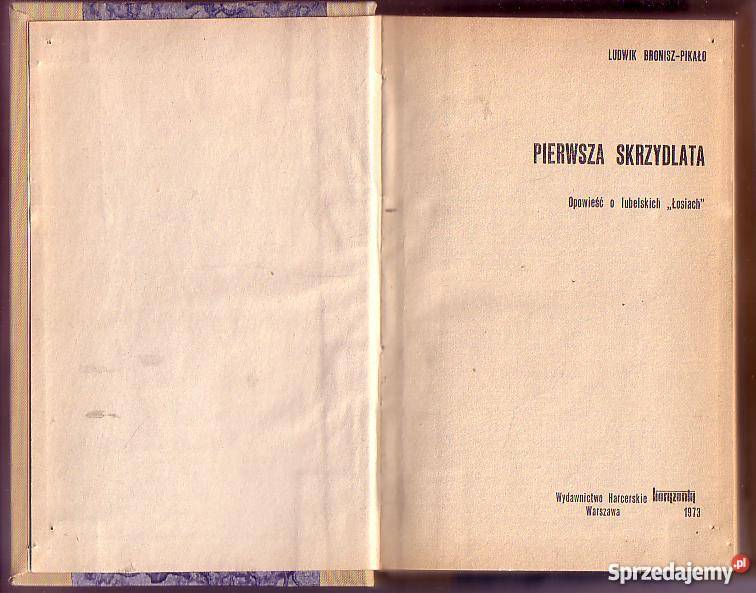 LUDWIK BRONISZ-PIKAŁO
PIERWSZA SKRZYDLATA
Opowieść o lubelskich „Łosiach"
Wydawnictwo Harcerskie horyzonty
Warszawa 1973
Sprzedajemy.pl